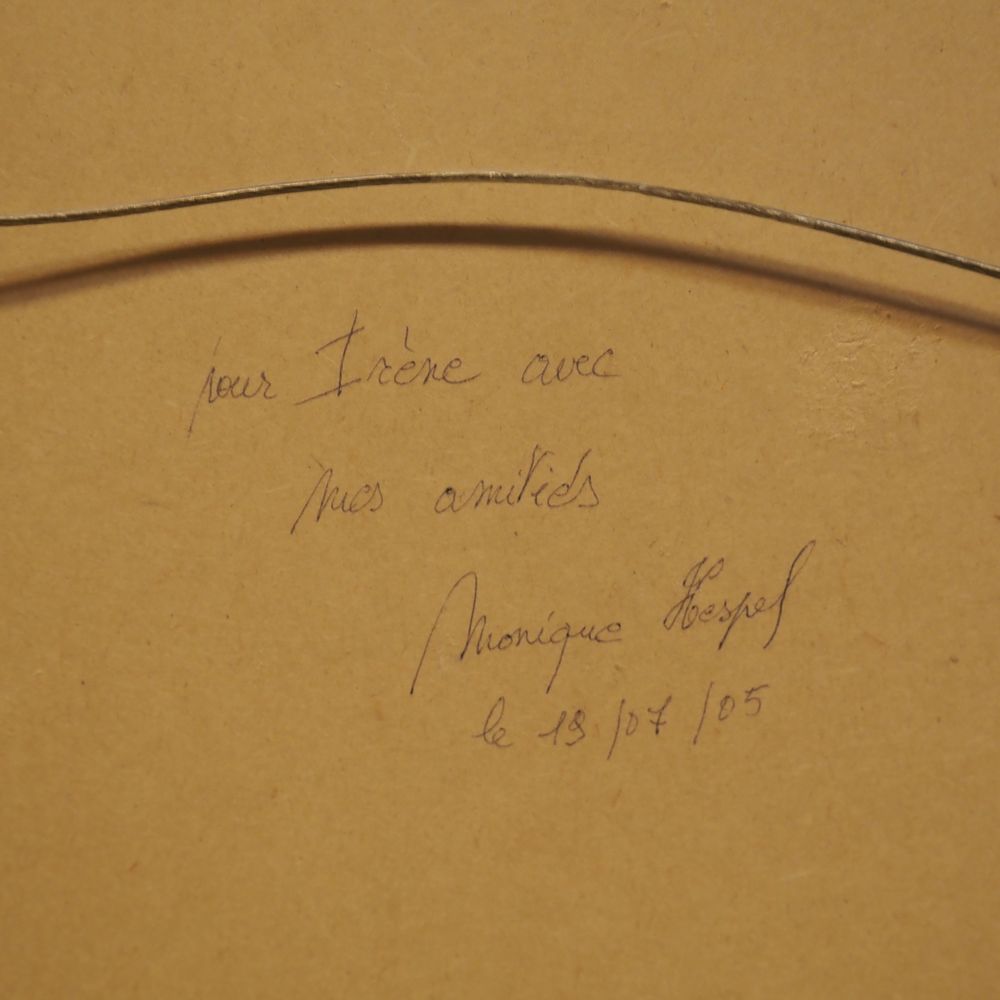 pour Irène avec
mes amitiés
Monique Hespel
le 19/07/05